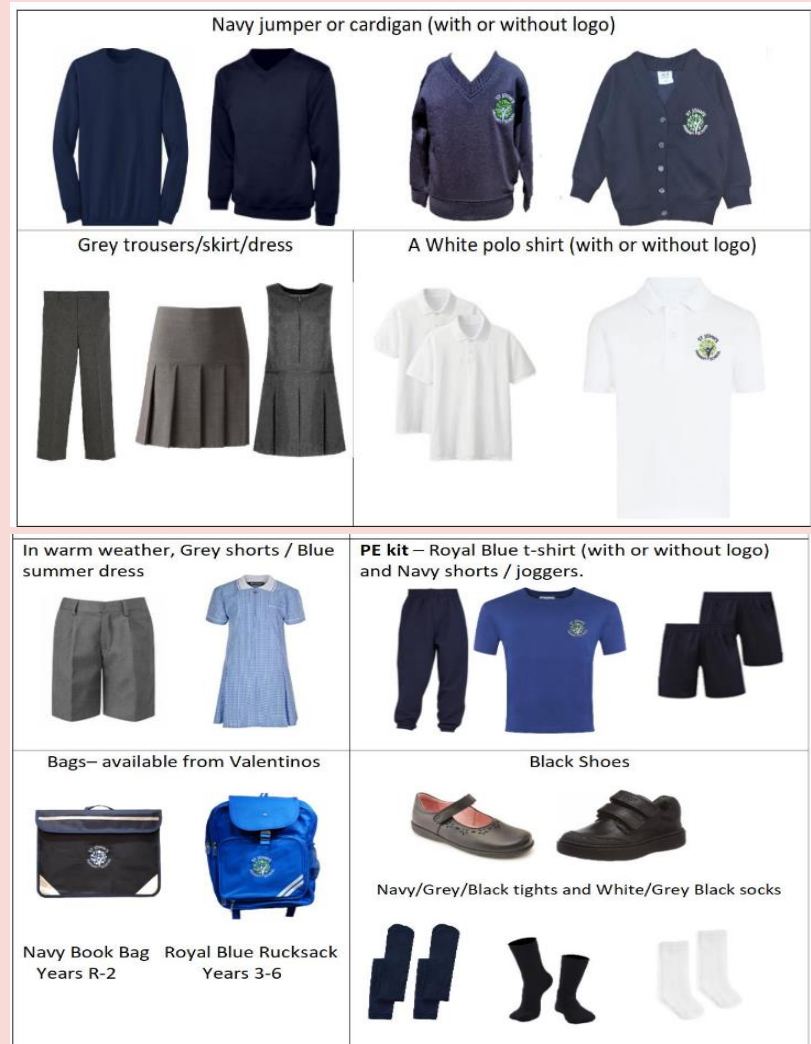 Navy jumper or cardigan (with or without logo)
Grey trousers/skirt/dress
A White polo shirt (with or without logo)
In warm weather, Grey shorts / Blue
summer dress
PE kit – Royal Blue t-shirt (with or without logo)
and Navy shorts / joggers.
Bags– available from Valentinos
Navy Book Bag
Years R-2
Royal Blue Rucksack
Years 3-6
Black Shoes
Navy/Grey/Black tights and White/Grey Black socks